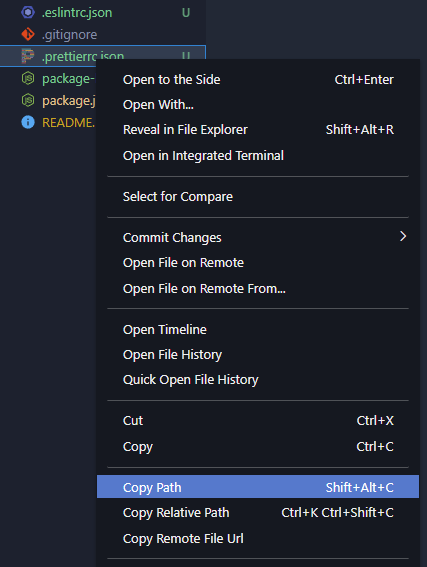 .eslintrc.json U
.gitignore
.prettierrc.json U
package-
package.j
README.
Open to the Side Ctrl+Enter
Open With...
Reveal in File Explorer Shift+Alt+R
Open in Integrated Terminal
Select for Compare
Commit Changes
Open File on Remote
Open File on Remote From...
Open Timeline
Open File History
Quick Open File History
Cut Ctrl+X
Copy Ctrl+C
Copy Path Shift+Alt+C
Copy Relative Path Ctrl+K Ctrl+Shift+C
Copy Remote File Url